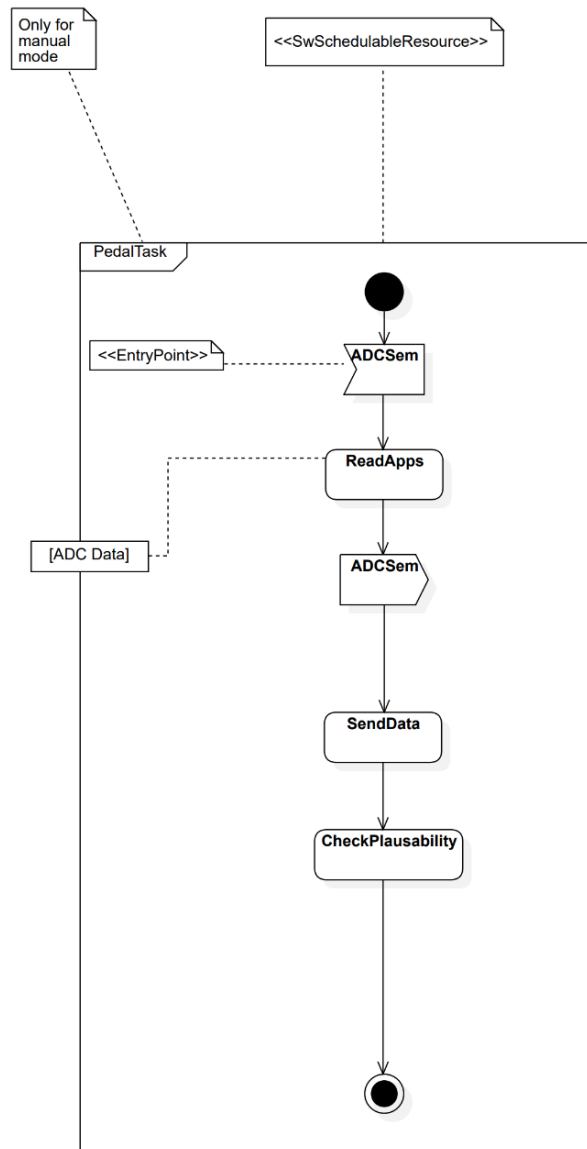 Only for
manual
mode
<<SwSchedulableResource>>
PedalTask
ADCSem
<<EntryPoint>>
ReadApps
[ADC Data]
ADCSem
SendData
CheckPlausability